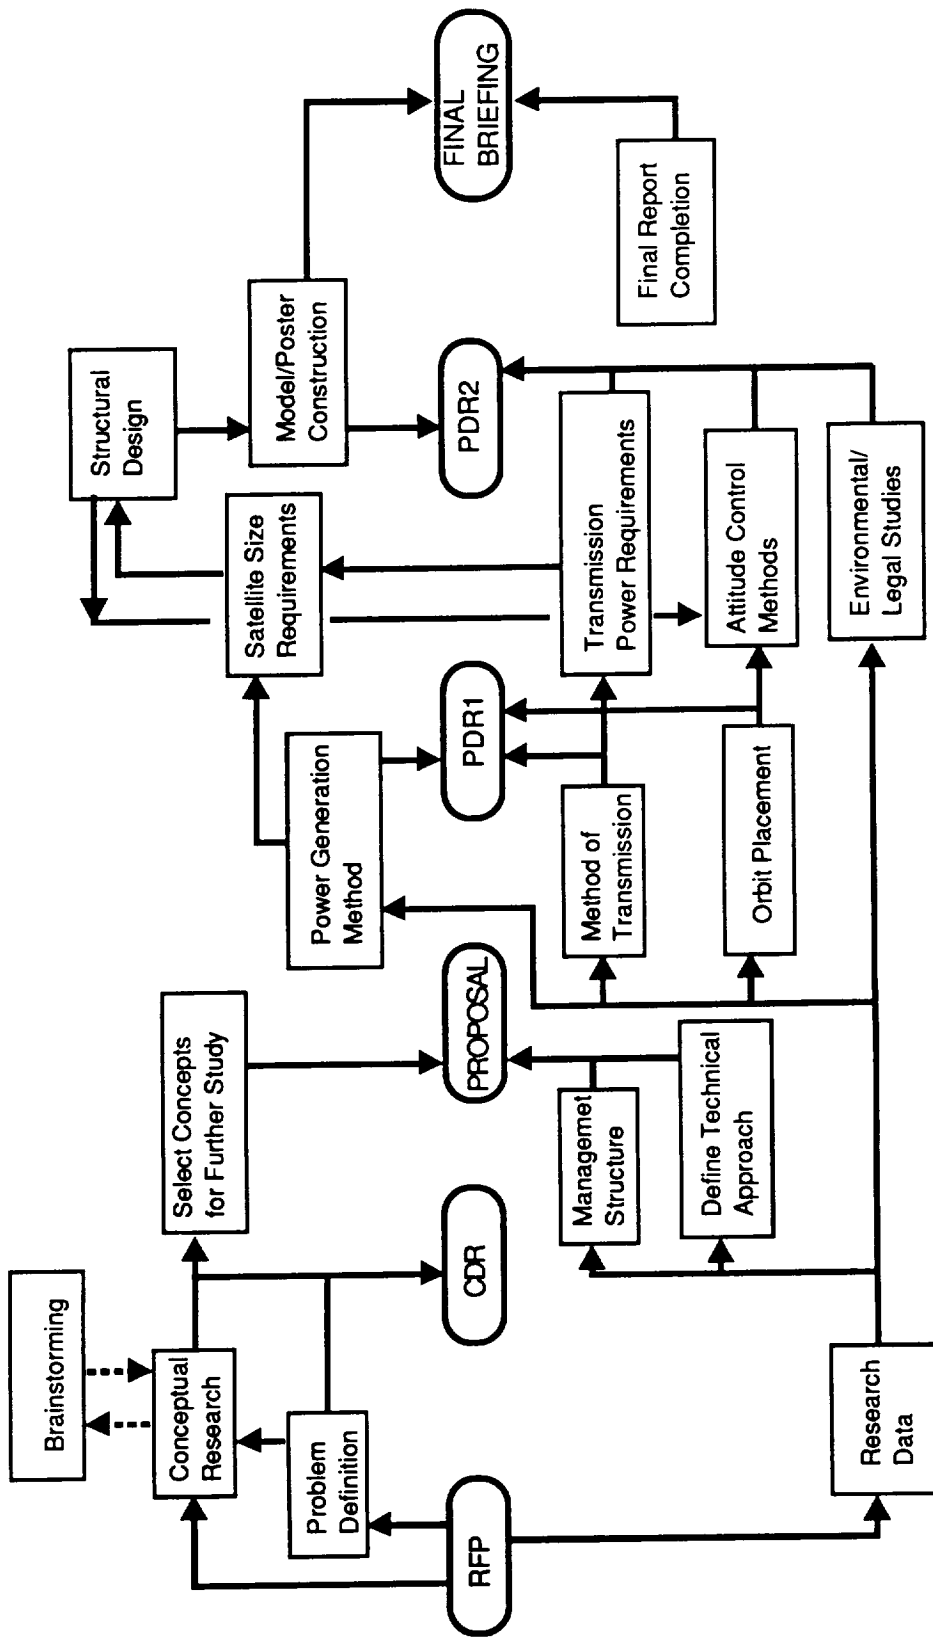 Brainstorming
Conceptual
Research
Problem
Definition
RFP
Research
Data
Select Concepts
for Further Study
CDR
Managemet
Structure
Define Technical
Approach
PROPOSAL
Power Generation
Method
Method of
Transmission
Orbit Placement
PDR1
Satellite Size
Requirements
Structural
Design
Transmission
Power Requirements
Attitude Control
Methods
Environmental/
Legal Studies
Model/Poster
Construction
PDR2
Final Report
Completion
FINAL
BRIEFING